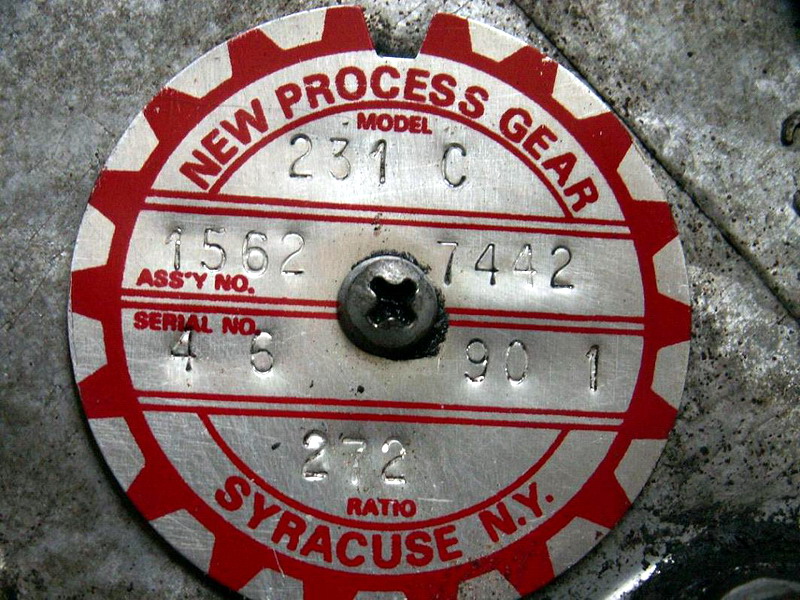 NEW PROCESS GEAR
MODEL
231 C
1562 7442
ASS'Y NO.
SERIAL NO.
4 6 90 1
272
RATIO
SYRACUSE N.Y.